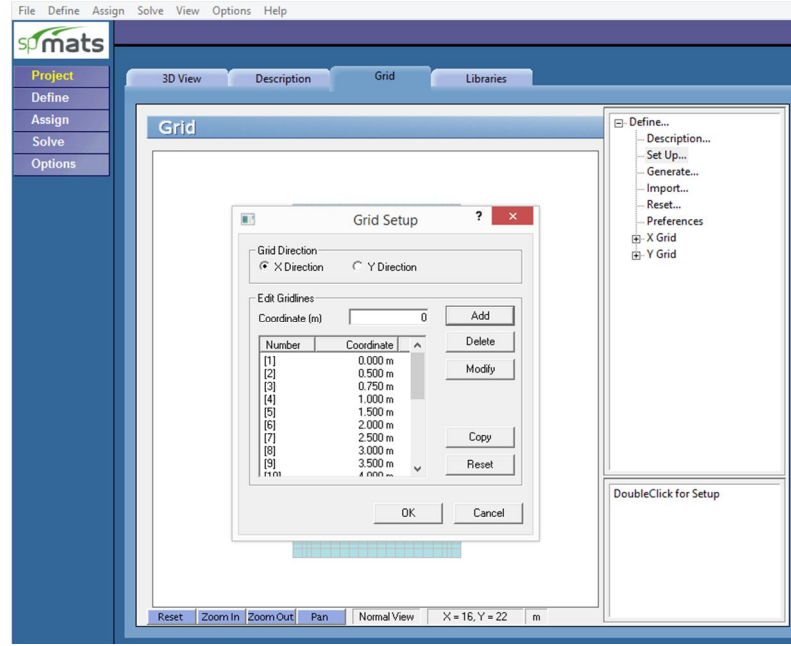 File Define Assign Solve View Options Help
spmats
Project
Define
Assign
Solve
Options
3D View Description Grid Libraries
Grid
Define...
Description...
Set Up...
Generate...
Import...
Reset...
Preferences
X Grid
Y Grid
Grid Setup ? ×
Grid Direction
X Direction Y Direction
Edit Gridlines
Coordinate (m) 0 Add
Delete
Modify
Copy
Reset
Number Coordinate
[1] 0.000 m
[2] 0.500 m
[3] 0.750 m
[4] 1.000 m
[5] 1.500 m
[6] 2.000 m
[7] 2.500 m
[8] 3.000 m
[9] 3.500 m
[10] 4.000 m
OK Cancel
DoubleClick for Setup
Reset Zoom In Zoom Out Pan Normal View X = 16, Y = 22 m